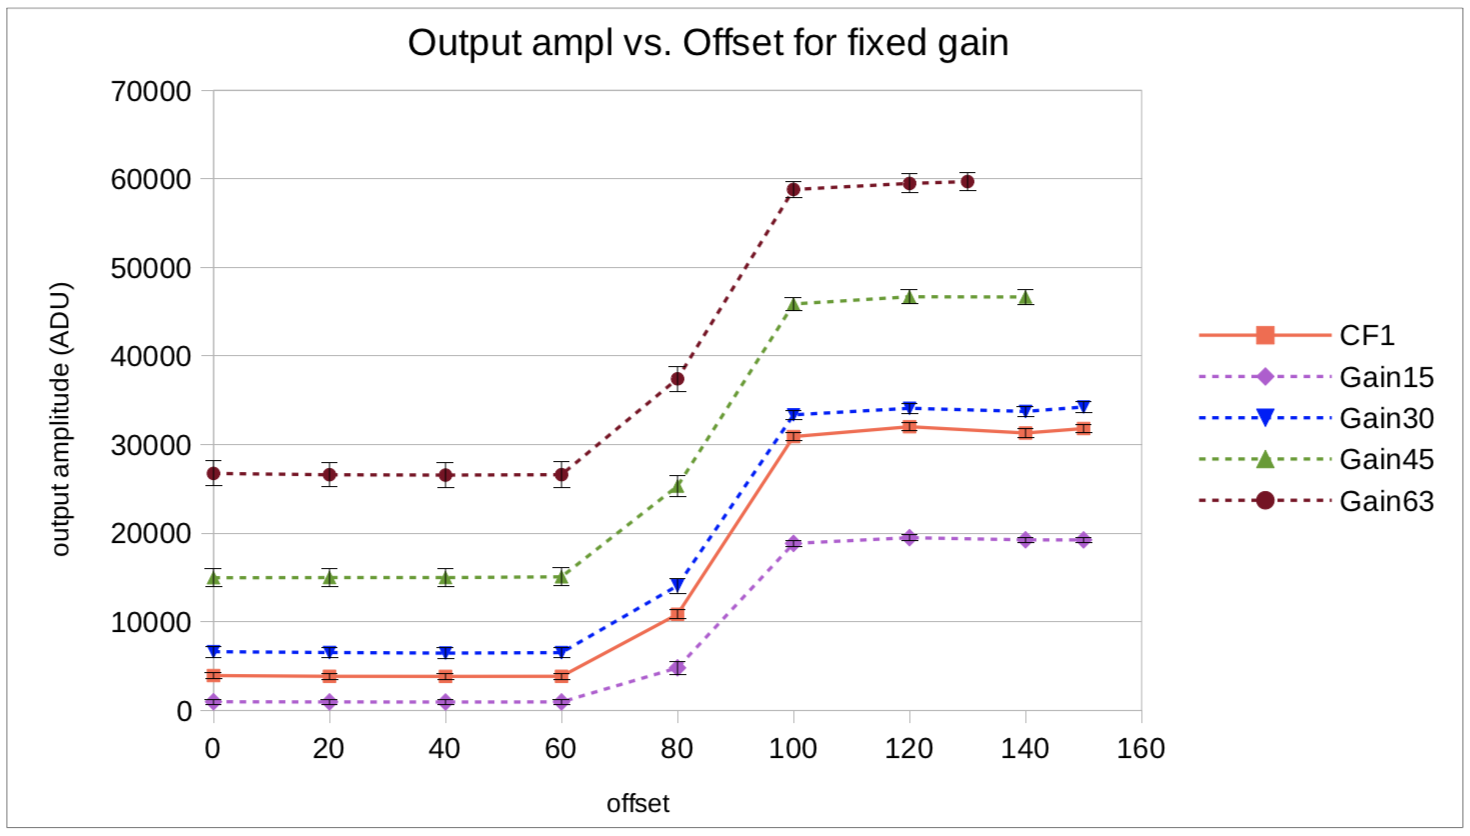 Output ampl vs. Offset for fixed gain
70000
60000
50000
40000
30000
20000
10000
0
output amplitude (ADU)
0 20 40 60 80 100 120 140 160
offset
CF1
Gain15
Gain30
Gain45
Gain63